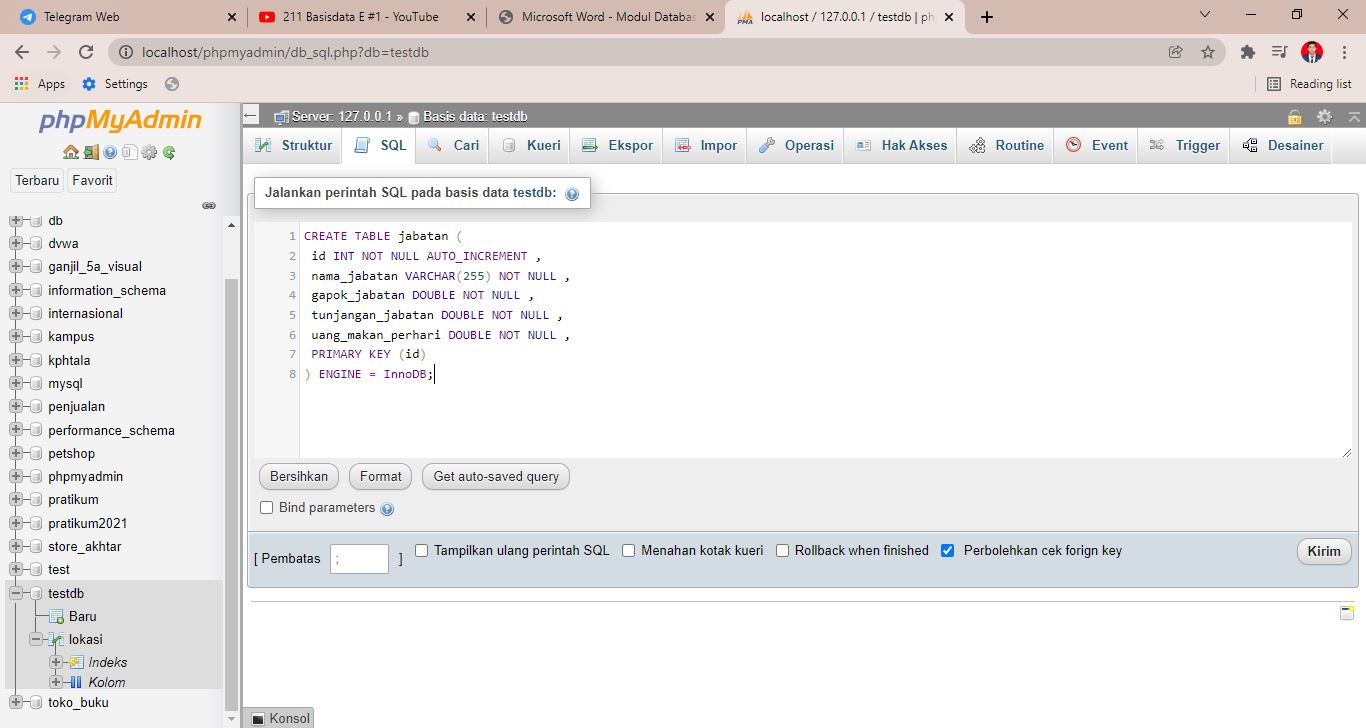 Telegram Web
211 Basisdata E #1 - YouTube
Microsoft Word - Modul Databas
localhost / 127.0.0.1 / testdb | ph
localhost/phpmyadmin/db_sql.php?db=testdb
Apps
Settings
Reading list
phpMyAdmin
Terbaru
Favorit
db
dvwa
ganjil_5a_visual
information_schema
internasional
kampus
kphtala
mysql
penjualan
performance_schema
petshop
phpmyadmin
pratikum
pratikum2021
store_akhtar
test
testdb
Baru
lokasi
Indeks
Kolom
toko_buku
Server: 127.0.0.1 » Basis data: testdb
Struktur
SQL
Cari
Kueri
Ekspor
Impor
Operasi
Hak Akses
Routine
Event
Trigger
Desainer
Jalankan perintah SQL pada basis data testdb:
1 CREATE TABLE jabatan (
2 id INT NOT NULL AUTO_INCREMENT ,
3 nama_jabatan VARCHAR(255) NOT NULL ,
4 gapok_jabatan DOUBLE NOT NULL ,
5 tunjangan_jabatan DOUBLE NOT NULL ,
6 uang_makan_perhari DOUBLE NOT NULL ,
7 PRIMARY KEY (id)
8 ) ENGINE = InnoDB;
Bersihkan
Format
Get auto-saved query
Bind parameters
[ Pembatas ; ]
Tampilkan ulang perintah SQL
Menahan kotak kueri
Rollback when finished
Perbolehkan cek forign key
Kirim
Konsol